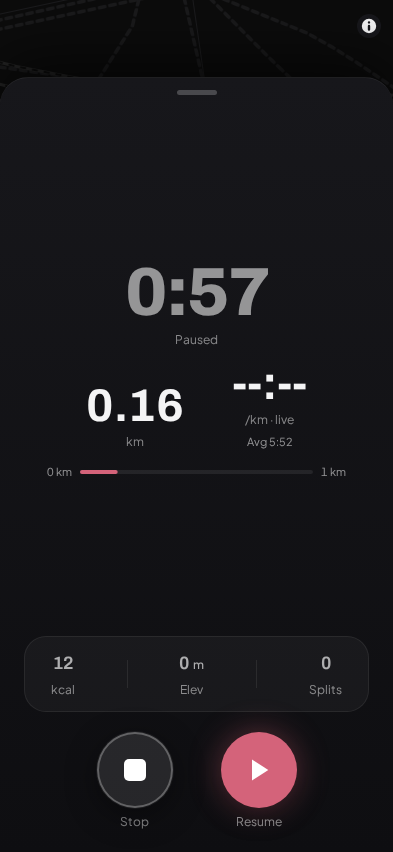 0:57
Paused
0.16
km
--:--
/km · live
Avg 5:52
0 km
1 km
12
kcal
0 m
Elev
0
Splits
Stop
Resume